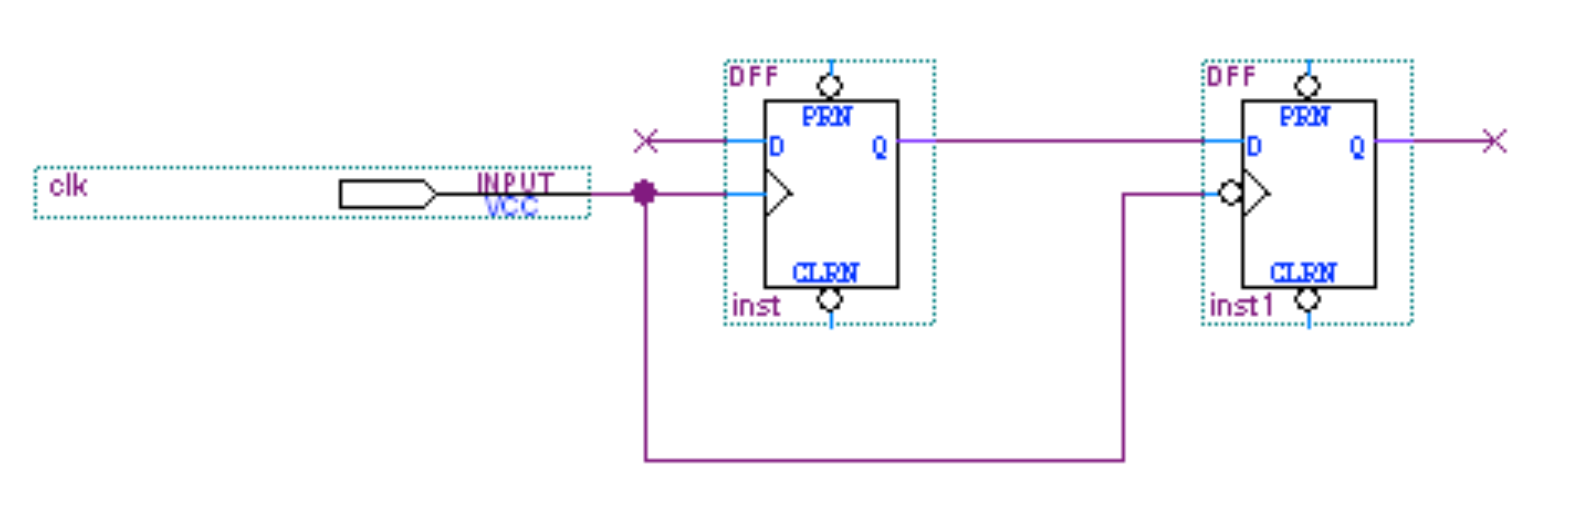 clk
INPUT
VCC
DFF
PRN
D
Q
CLRN
inst
DFF
PRN
D
Q
CLRN
inst1